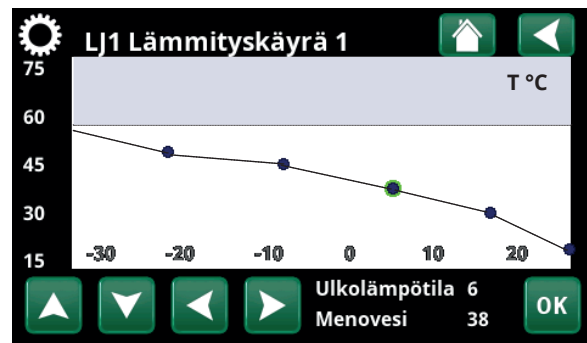 LJ1 Lämmityskäyrä 1
75
T °C
60
45
30
15
-30 -20 -10 0 10 20
Ulkolämpötila 6
Menovesi 38
OK